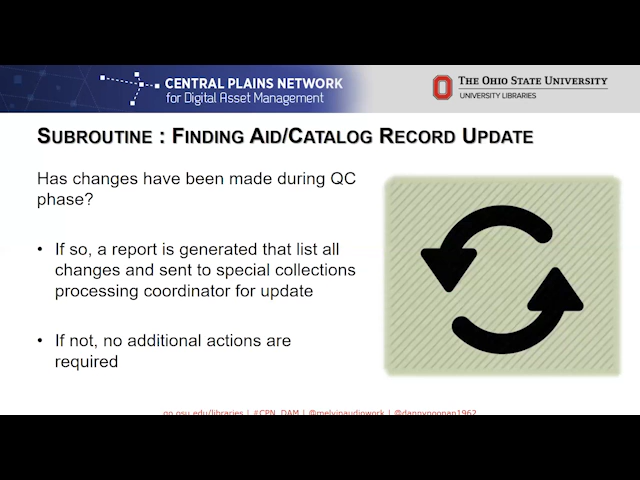 CENTRAL PLAINS NETWORK
for Digital Asset Management
THE OHIO STATE UNIVERSITY
UNIVERSITY LIBRARIES
SUBROUTINE : FINDING AID/CATALOG RECORD UPDATE
Has changes have been made during QC
phase?
• If so, a report is generated that list all
changes and sent to special collections
processing coordinator for update
• If not, no additional actions are
required
go.osu.edu/libraries | #CPN_DAM | @melvinaudiowork | @dannynoonan1962